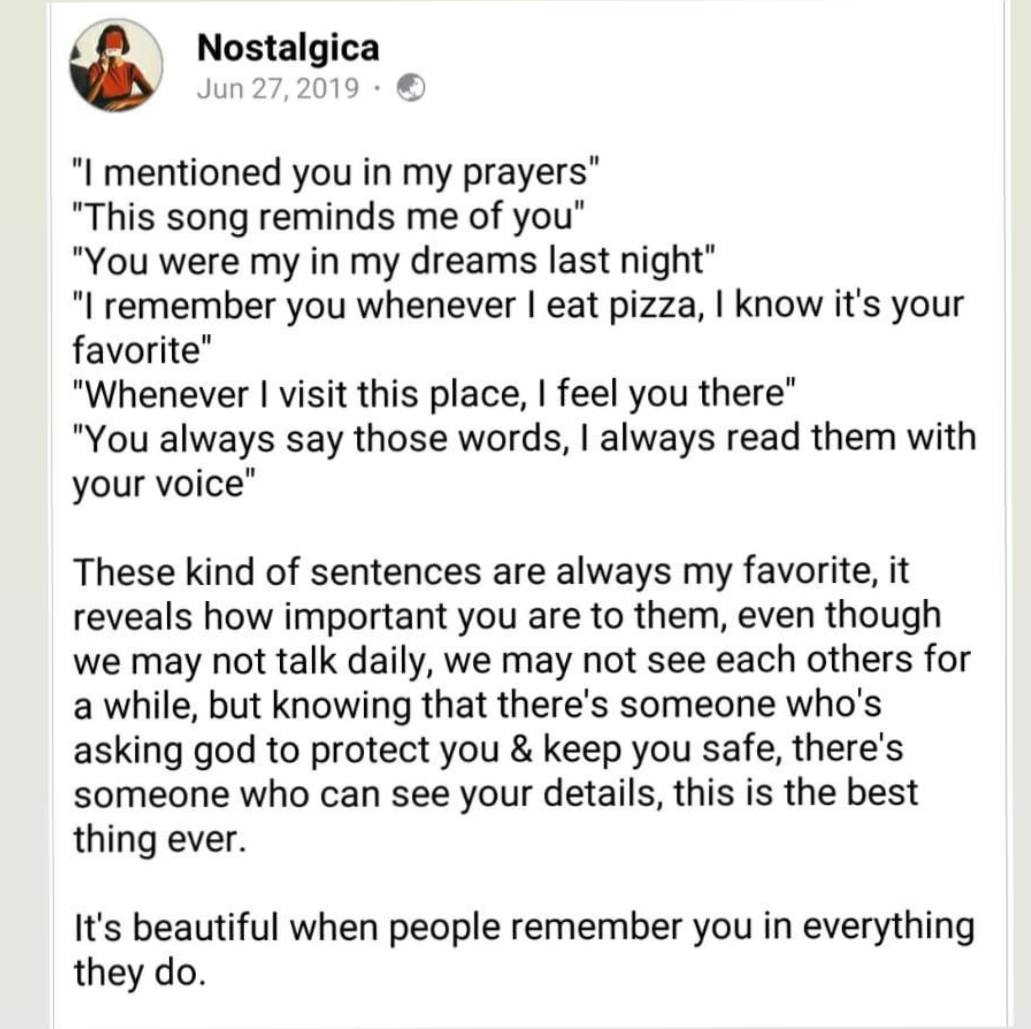 Nostalgica
Jun 27, 2019 ·
"I mentioned you in my prayers"
"This song reminds me of you"
"You were my in my dreams last night"
"I remember you whenever I eat pizza, I know it's your
favorite"
"Whenever I visit this place, I feel you there"
"You always say those words, I always read them with
your voice"
These kind of sentences are always my favorite, it
reveals how important you are to them, even though
we may not talk daily, we may not see each others for
a while, but knowing that there's someone who's
asking god to protect you & keep you safe, there's
someone who can see your details, this is the best
thing ever.
It's beautiful when people remember you in everything
they do.